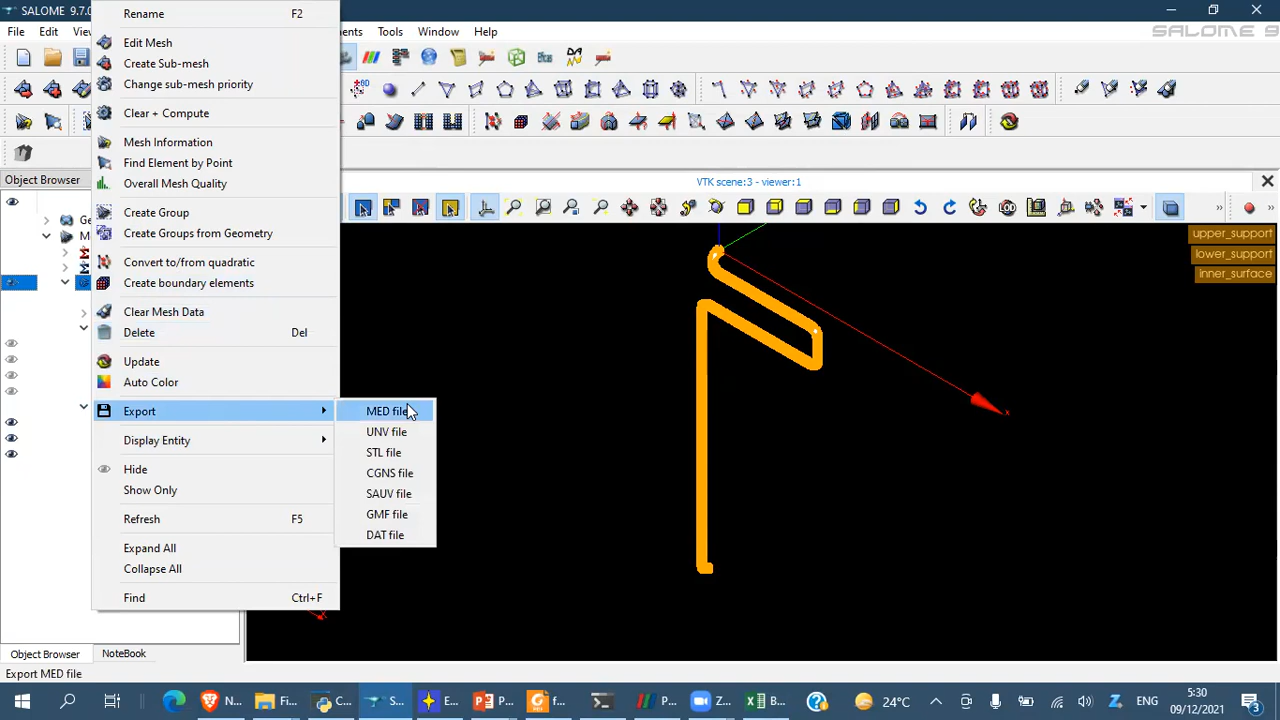 SALOME 9.7.0
File Edit Vie
ents Tools Window Help
SALOME 9
Rename F2
Edit Mesh
Create Sub-mesh
Change sub-mesh priority
Clear + Compute
Mesh Information
Find Element by Point
Overall Mesh Quality
Create Group
Create Groups from Geometry
Convert to/from quadratic
Create boundary elements
Clear Mesh Data
Delete Del
Update
Auto Color
Export
Display Entity
Hide
Show Only
Refresh F5
Expand All
Collapse All
Find Ctrl+F
MED file
UNV file
STL file
CGNS file
SAUV file
GMF file
DAT file
Object Browser
VTK scene:3 - viewer:1
upper_support
lower_support
inner_surface
Ge
M
x
Object Browser NoteBook
Export MED file
N... Fi... C... S... E... P... f... P... Z... B...
24°C ENG 5:30
09/12/2021 3